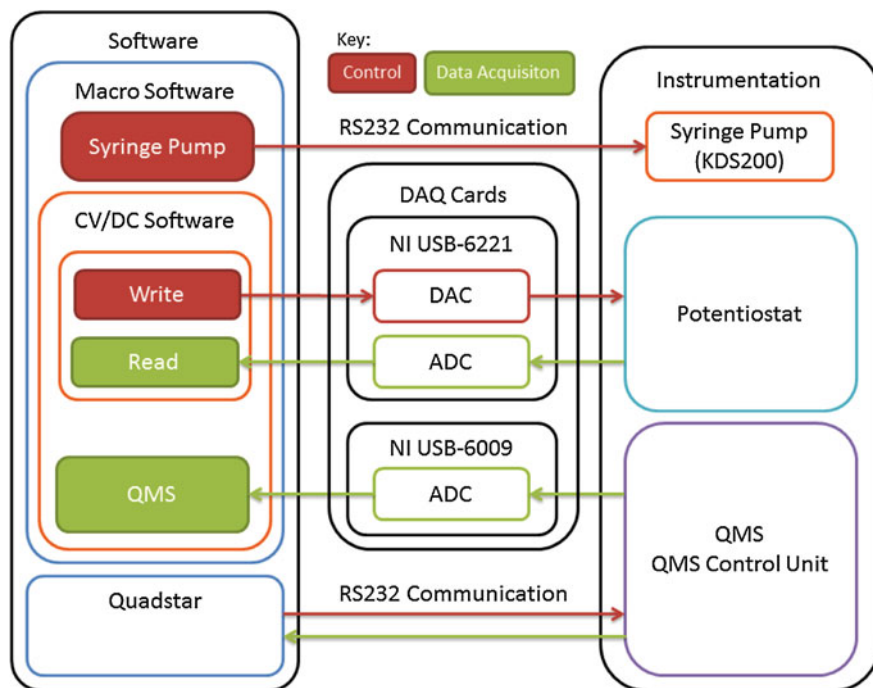 Software
Key:
Control
Data Acquisiton
Instrumentation
Macro Software
Syringe Pump
RS232 Communication
Syringe Pump
(KDS200)
DAQ Cards
CV/DC Software
NI USB-6221
Write
DAC
Potentiostat
Read
ADC
NI USB-6009
QMS
ADC
QMS
QMS Control Unit
Quadstar
RS232 Communication